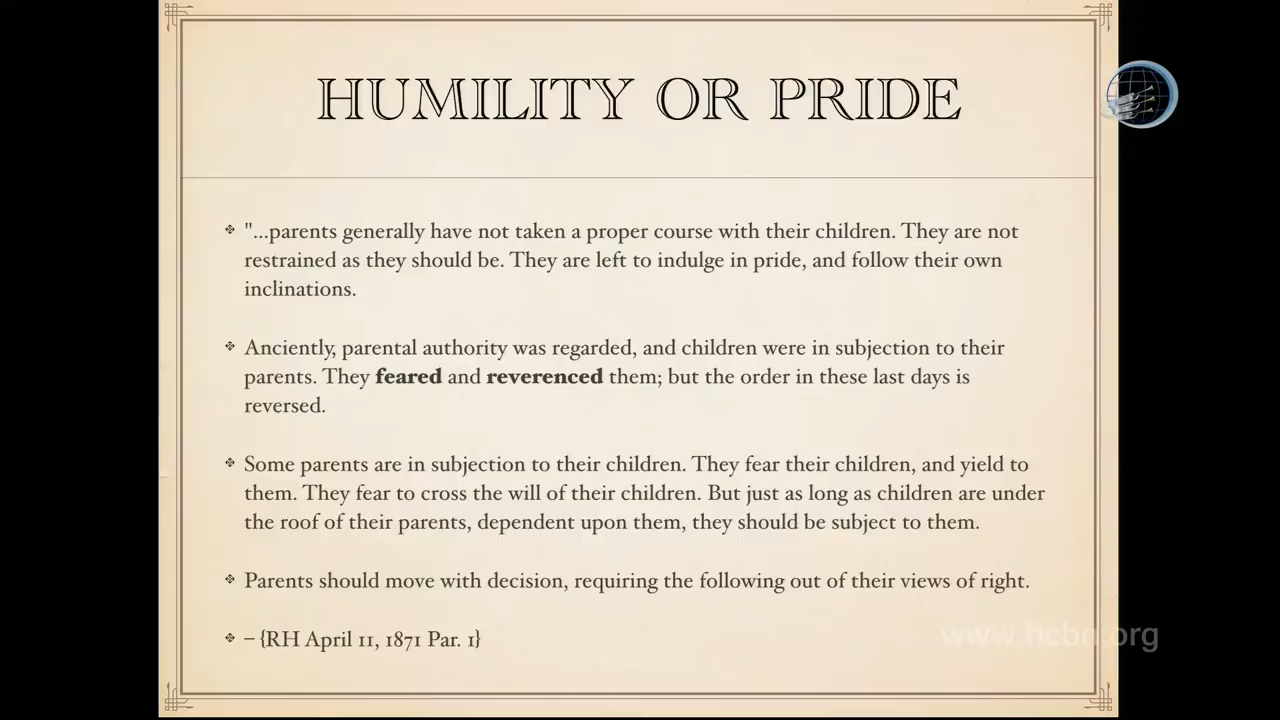 HUMILITY OR PRIDE
❖ "...parents generally have not taken a proper course with their children. They are not
restrained as they should be. They are left to indulge in pride, and follow their own
inclinations.
❖ Anciently, parental authority was regarded, and children were in subjection to their
parents. They feared and reverenced them; but the order in these last days is
reversed.
❖ Some parents are in subjection to their children. They fear their children, and yield to
them. They fear to cross the will of their children. But just as long as children are under
the roof of their parents, dependent upon them, they should be subject to them.
❖ Parents should move with decision, requiring the following out of their views of right.
❖ – {RH April 11, 1871 Par. 1}
www.hcbn.org